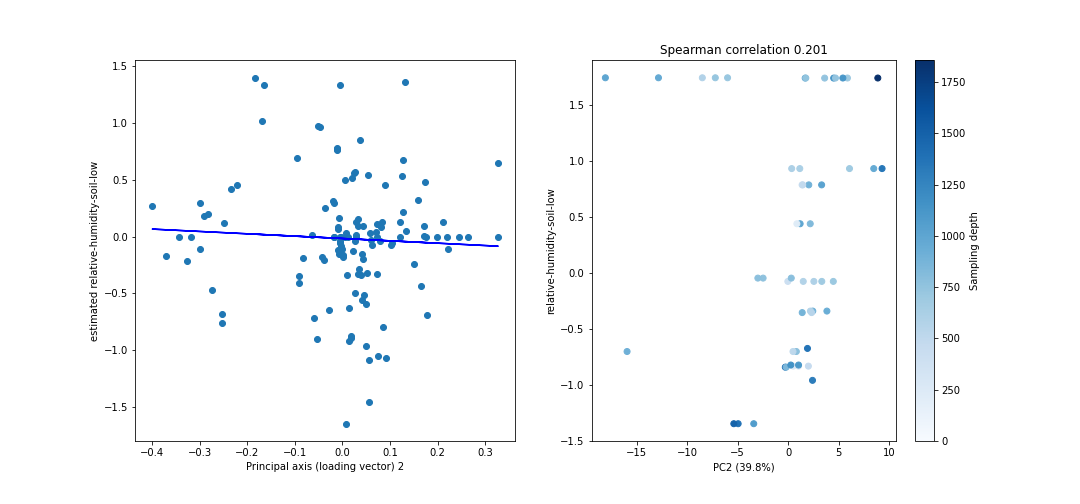 Spearman correlation 0.201
estimated relative-humidity-soil-low
1.5
1.0
0.5
0.0
−0.5
−1.0
−1.5
−0.4 −0.3 −0.2 −0.1 0.0 0.1 0.2 0.3
Principal axis (loading vector) 2
relative-humidity-soil-low
1.5
1.0
0.5
0.0
−0.5
−1.0
−1.5
−15 −10 −5 0 5 10
PC2 (39.8%)
1750
1500
1250
1000
750
500
250
0
Sampling depth